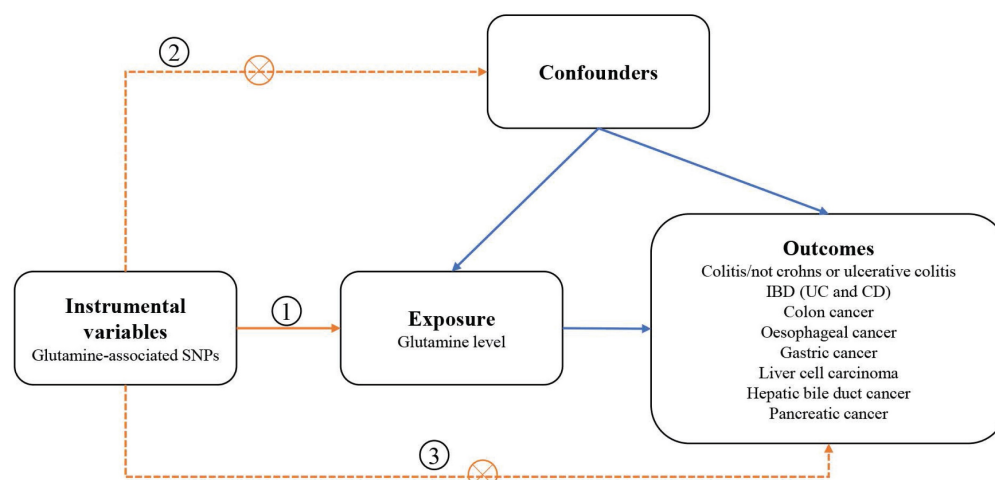 2
Confounders
Instrumental
variables
Glutamine-associated SNPs
1
Exposure
Glutamine level
Outcomes
Colitis/not crohns or ulcerative colitis
IBD (UC and CD)
Colon cancer
Oesophageal cancer
Gastric cancer
Liver cell carcinoma
Hepatic bile duct cancer
Pancreatic cancer
3